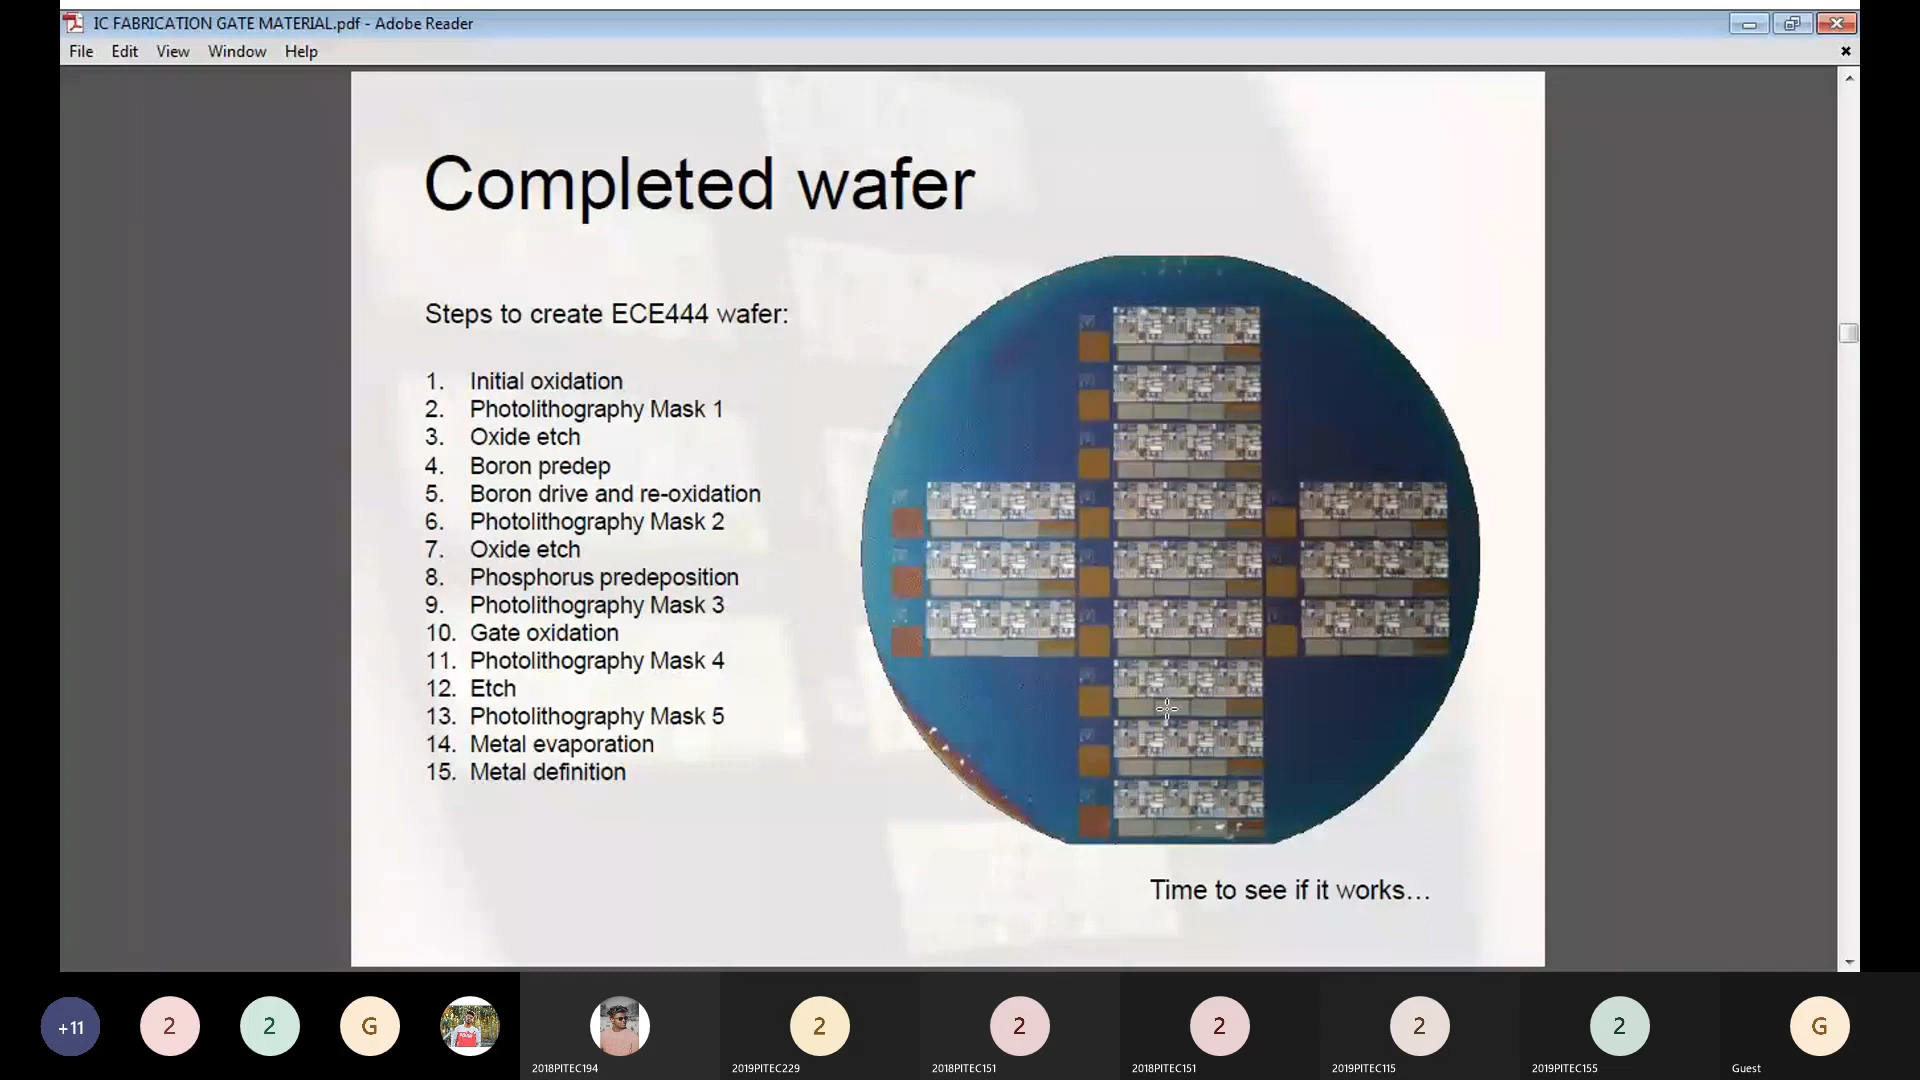 IC FABRICATION GATE MATERIAL.pdf - Adobe Reader
File Edit View Window Help
Completed wafer
Steps to create ECE444 wafer:
1. Initial oxidation
2. Photolithography Mask 1
3. Oxide etch
4. Boron predep
5. Boron drive and re-oxidation
6. Photolithography Mask 2
7. Oxide etch
8. Phosphorus predeposition
9. Photolithography Mask 3
10. Gate oxidation
11. Photolithography Mask 4
12. Etch
13. Photolithography Mask 5
14. Metal evaporation
15. Metal definition
Time to see if it works...
+11 2 2 G 2 2 2 2 2 G
2018PITEC194 2019PITEC229 2018PITEC151 2018PITEC151 2019PITEC115 2019PITEC155 Guest